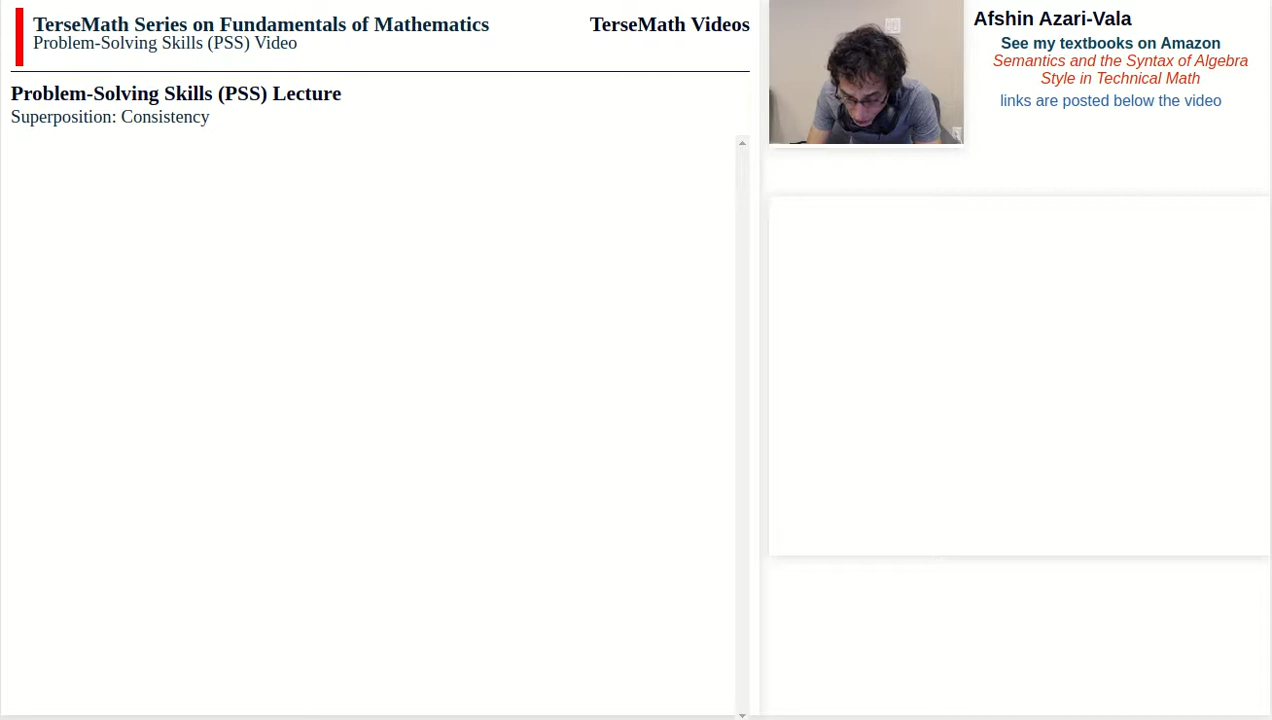 TerseMath Series on Fundamentals of Mathematics
Problem-Solving Skills (PSS) Video
TerseMath Videos
Problem-Solving Skills (PSS) Lecture
Superposition: Consistency
Afshin Azari-Vala
See my textbooks on Amazon
Semantics and the Syntax of Algebra
Style in Technical Math
links are posted below the video